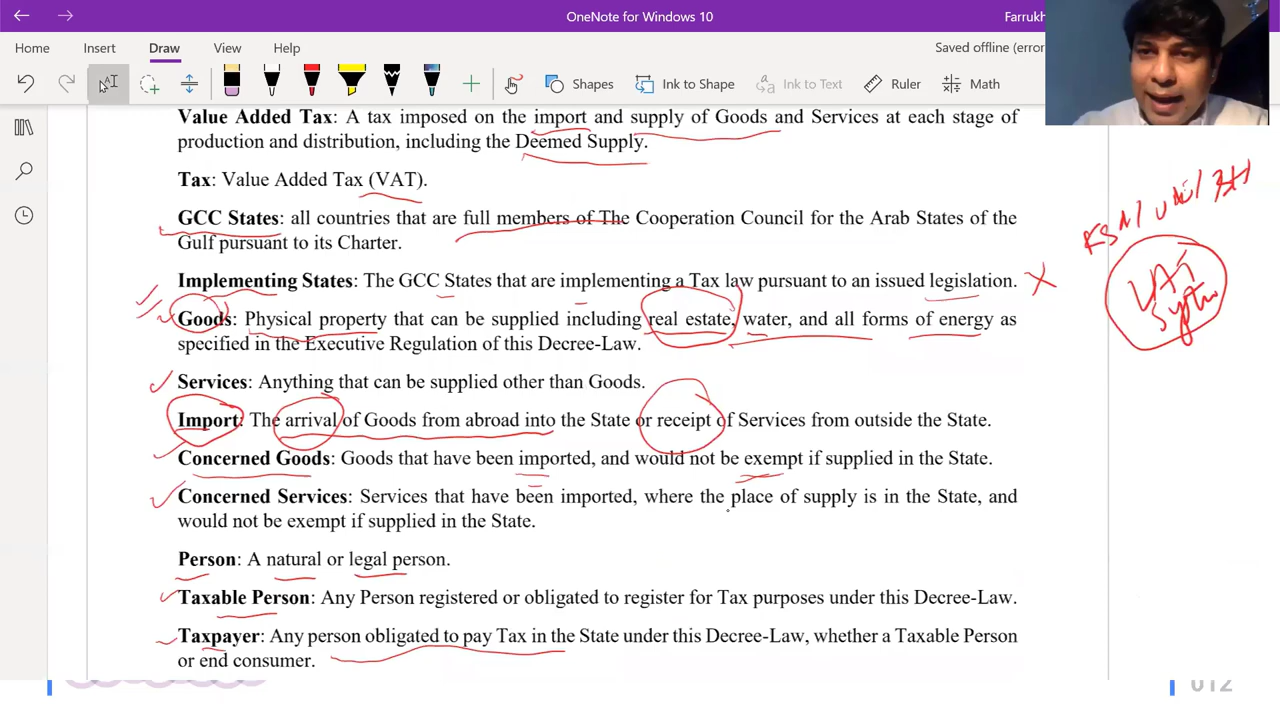 OneNote for Windows 10
Farrukh
Home Insert Draw View Help
Saved offline (error
Shapes Ink to Shape Ink to Text Ruler Math
Value Added Tax: A tax imposed on the import and supply of Goods and Services at each stage of
production and distribution, including the Deemed Supply.
Tax: Value Added Tax (VAT).
GCC States: all countries that are full members of The Cooperation Council for the Arab States of the
Gulf pursuant to its Charter.
Implementing States: The GCC States that are implementing a Tax law pursuant to an issued legislation.
Goods: Physical property that can be supplied including real estate, water, and all forms of energy as
specified in the Executive Regulation of this Decree-Law.
Services: Anything that can be supplied other than Goods.
Import: The arrival of Goods from abroad into the State or receipt of Services from outside the State.
Concerned Goods: Goods that have been imported, and would not be exempt if supplied in the State.
Concerned Services: Services that have been imported, where the place of supply is in the State, and
would not be exempt if supplied in the State.
Person: A natural or legal person.
Taxable Person: Any Person registered or obligated to register for Tax purposes under this Decree-Law.
Taxpayer: Any person obligated to pay Tax in the State under this Decree-Law, whether a Taxable Person
or end consumer.
KSA/
VAT
012